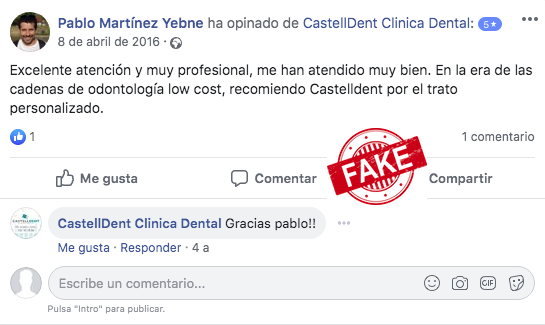 Pablo Martínez Yebne ha opinado de CastellDent Clinica Dental: 5★
8 de abril de 2016 ·
Excelente atención y muy profesional, me han atendido muy bien. En la era de las
cadenas de odontología low cost, recomiendo Castelldent por el trato
personalizado.
1
1 comentario
Me gusta
Comentar
FAKE
Compartir
CastellDent Clinica Dental Gracias pablo!!
Me gusta · Responder · 4 a
Escribe un comentario...
GIF
Pulsa "Intro" para publicar.